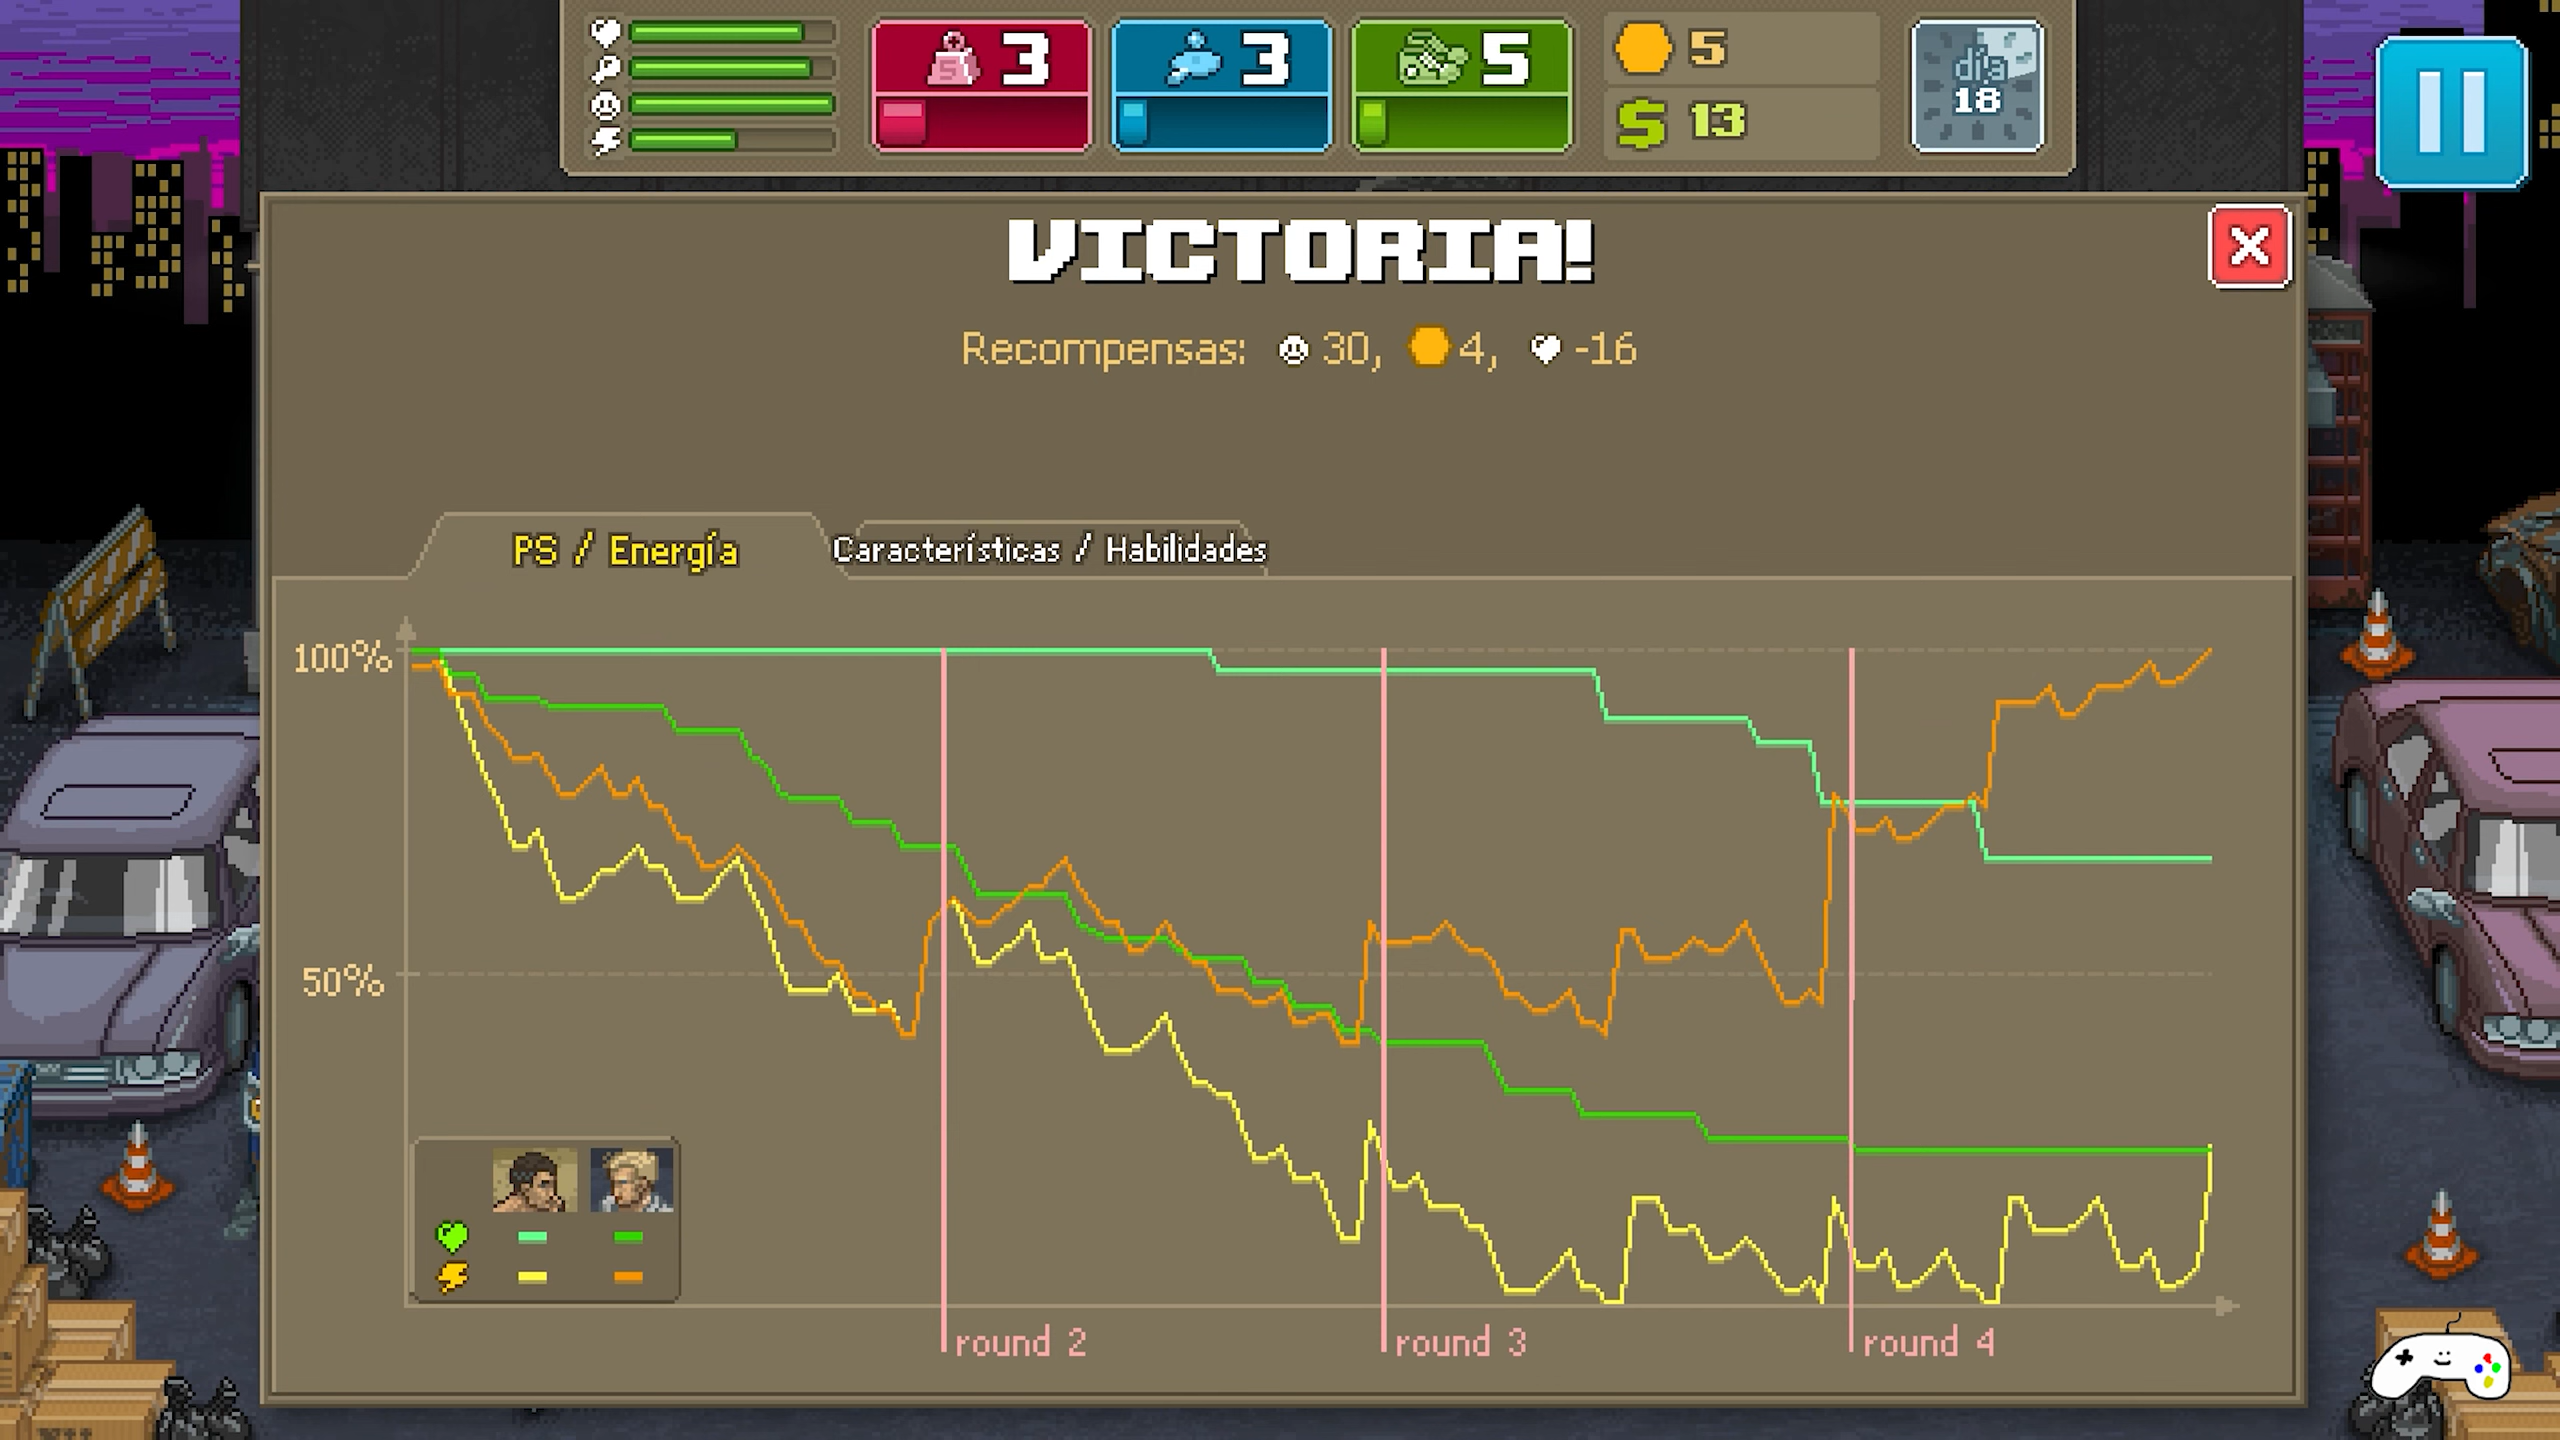 3
3
5
5
13
día
18
VICTORIA!
Recompensas: 30, 4, -16
PS / Energía
Características / Habilidades
100%
50%
round 2
round 3
round 4